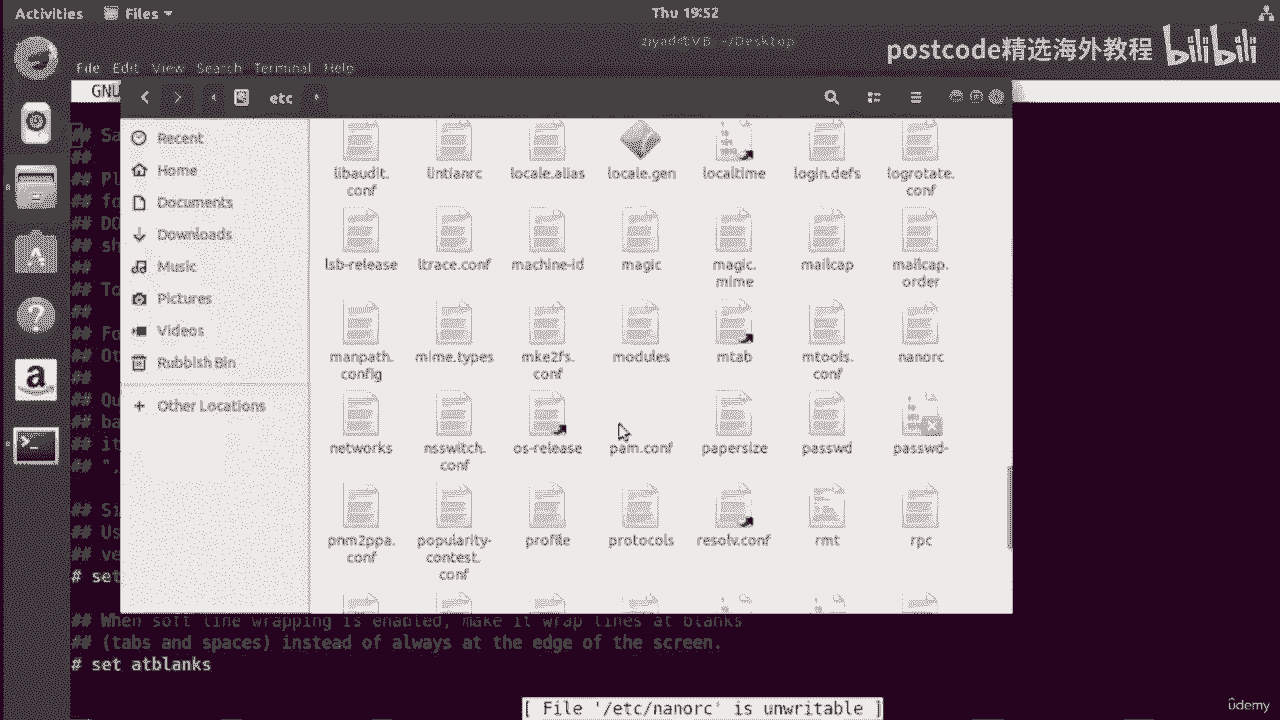 Activities Files Thu 19:52
ziyad@VB ~/Desktop
postcode精选海外教程 bilibili
File Edit View Search Terminal Help
GNU
etc
## Sa
##
## Pl
## fo
## DO
## sh
##
## To
##
## Fo
## Ot
##
## Qu
## ba
## it
## ",
## Si
## Us
## ve
# set
Recent
Home
Documents
Downloads
Music
Pictures
Videos
Rubbish Bin
+ Other Locations
libaudit.conf lintianrc locale.alias locale.gen localtime login.defs logrotate.conf
lsb-release ltrace.conf machine-id magic magic.mime mailcap mailcap.order
manpath.config mime.types mke2fs.conf modules mtab mtools.conf nanorc
networks nsswitch.conf os-release pam.conf papersize passwd passwd-
pnm2ppa.conf popularity-contest.conf profile protocols resolv.conf rmt rpc
## When soft line wrapping is enabled, make it wrap lines at blanks
## (tabs and spaces) instead of always at the edge of the screen.
# set atblanks
[ File '/etc/nanorc' is unwritable ]
ûdemy